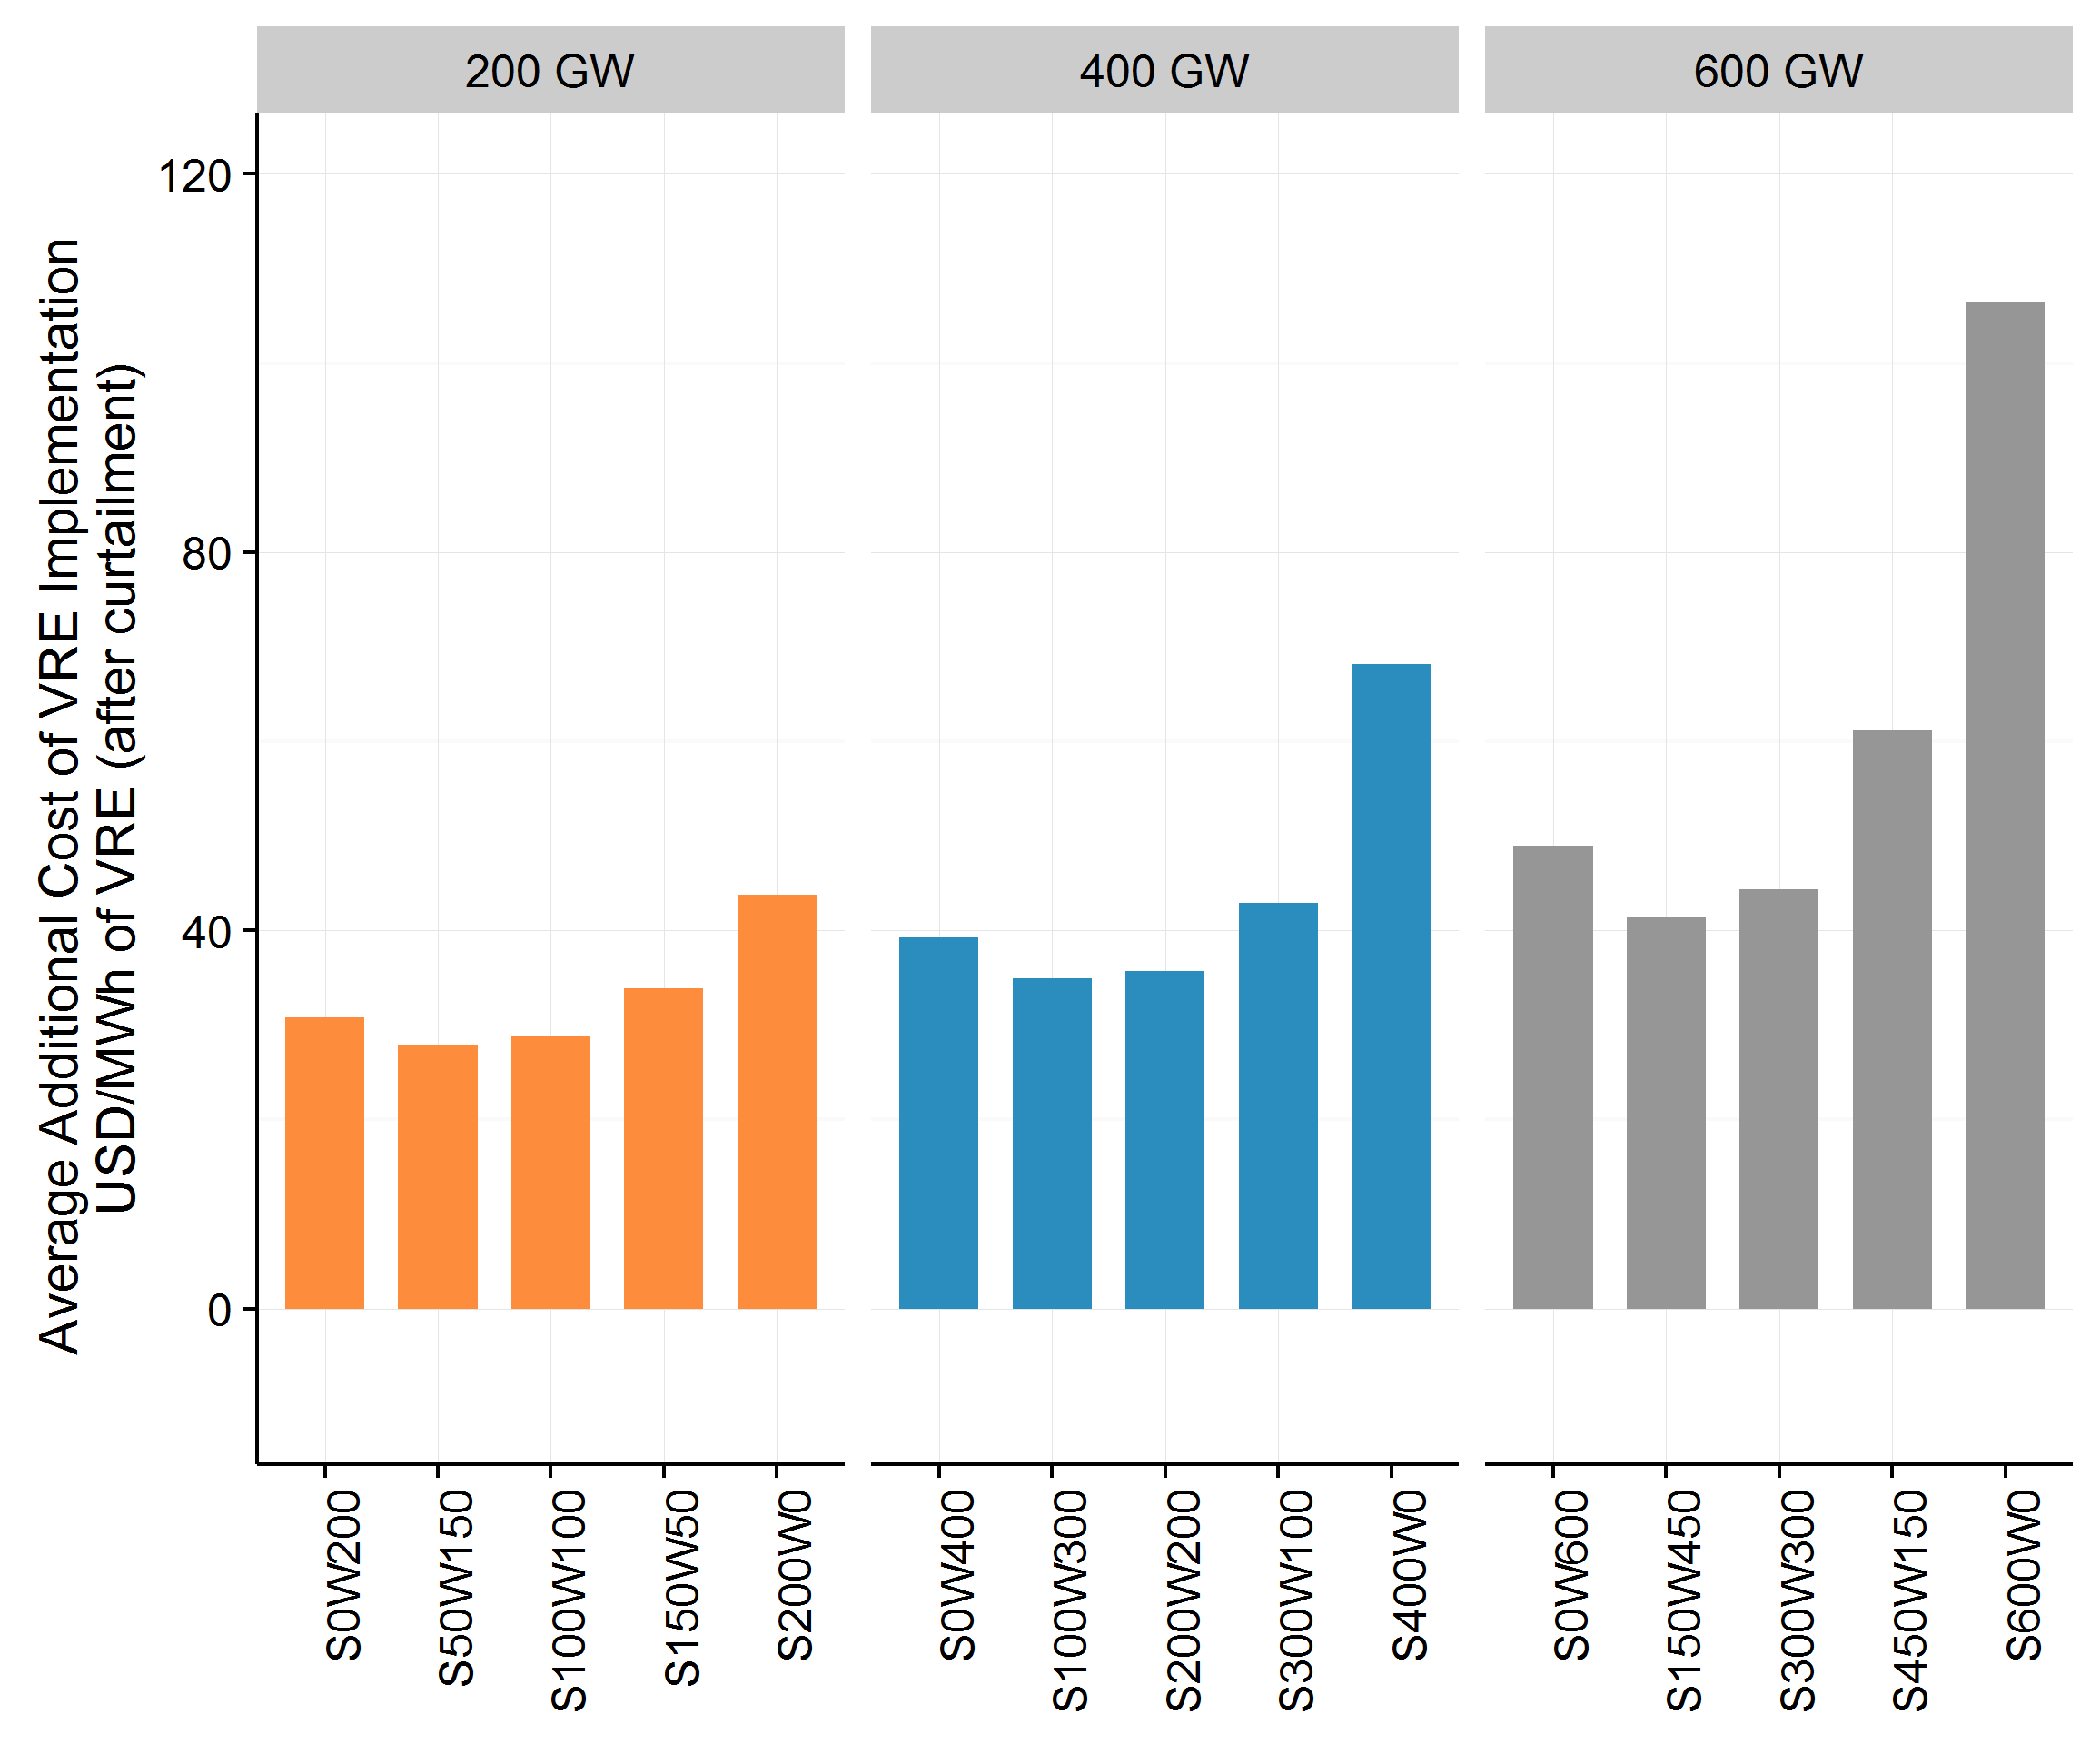 200 GW
400 GW
600 GW
Average Additional Cost of VRE Implementation
USD/MWh of VRE (after curtailment)
120
80
40
0
S0W200
S50W150
S100W100
S150W50
S200W0
S0W400
S100W300
S200W200
S300W100
S400W0
S0W600
S150W450
S300W300
S450W150
S600W0